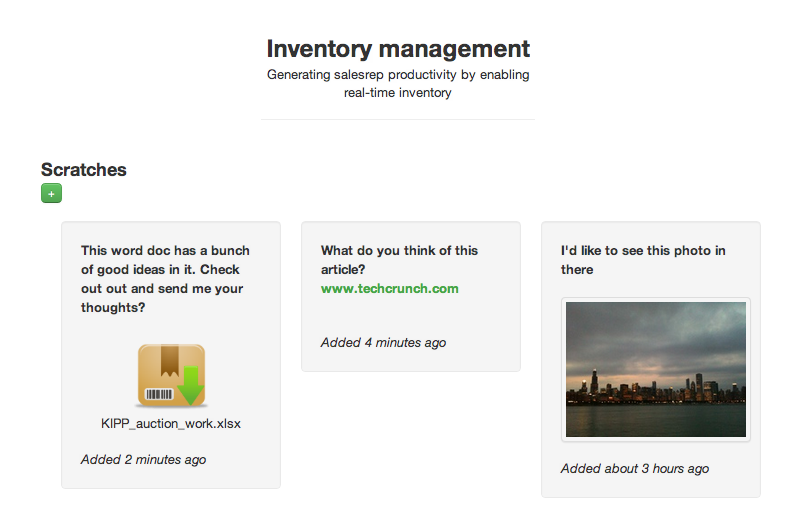 Inventory management
Generating salesrep productivity by enabling
real-time inventory
Scratches
+
This word doc has a bunch
of good ideas in it. Check
out out and send me your
thoughts?
KIPP_auction_work.xlsx
Added 2 minutes ago
What do you think of this
article?
www.techcrunch.com
Added 4 minutes ago
I'd like to see this photo in
there
Added about 3 hours ago